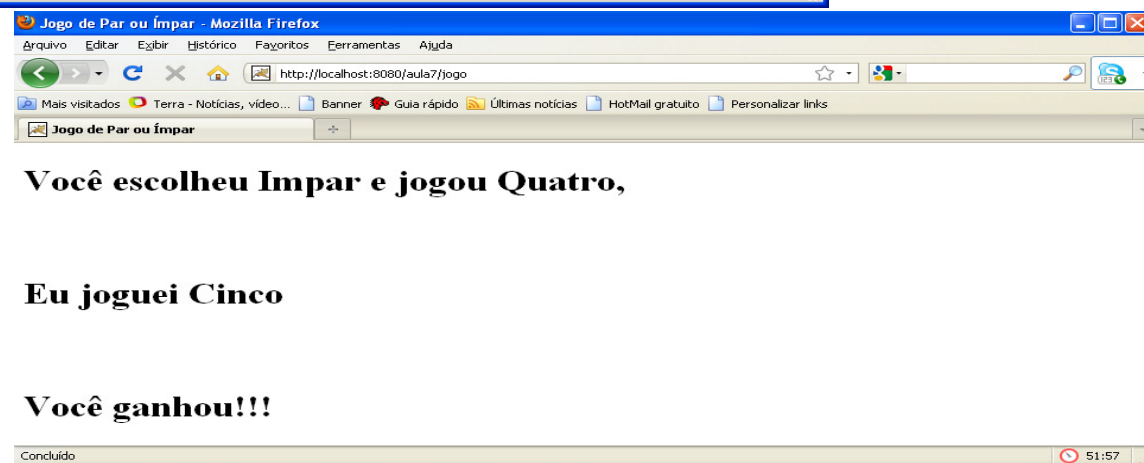 Jogo de Par ou Ímpar - Mozilla Firefox
Arquivo Editar Exibir Histórico Favoritos Ferramentas Ajuda
http://localhost:8080/aula7/jogo
Mais visitados Terra - Notícias, vídeo... Banner Guia rápido Últimas notícias HotMail gratuito Personalizar links
Jogo de Par ou Ímpar
Você escolheu Impar e jogou Quatro,
Eu joguei Cinco
Você ganhou!!!
Concluído 51:57